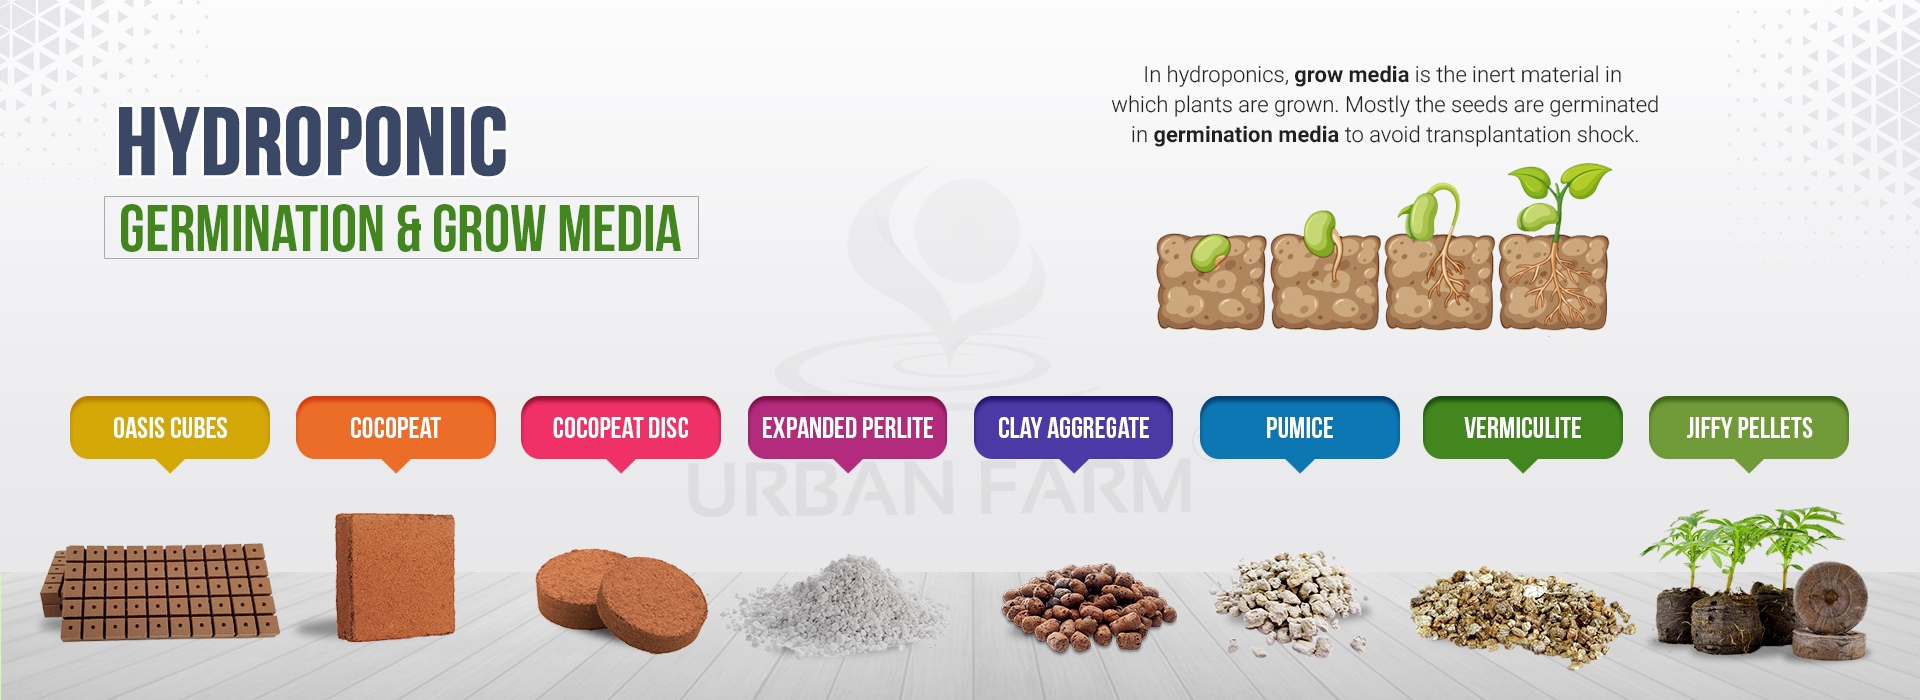 HYDROPONIC
GERMINATION & GROW MEDIA
In hydroponics, grow media is the inert material in
which plants are grown. Mostly the seeds are germinated
in germination media to avoid transplantation shock.
OASIS CUBES
COCOPEAT
COCOPEAT DISC
EXPANDED PERLITE
CLAY AGGREGATE
PUMICE
VERMICULITE
JIFFY PELLETS
URBAN FARM